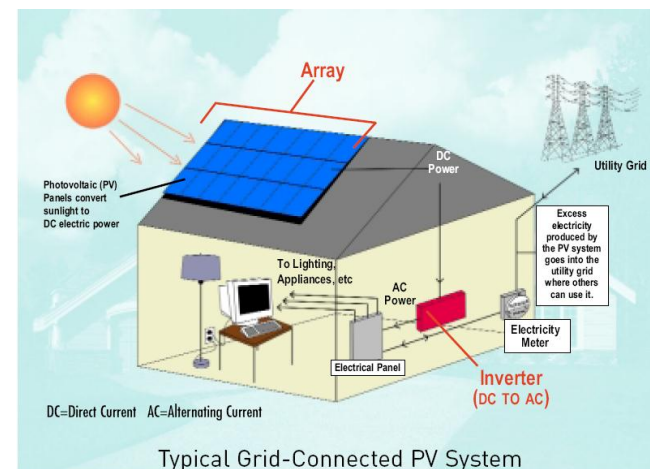 Array
Photovoltaic (PV)
Panels convert
sunlight to
DC electric power
DC
Power
Utility Grid
Excess
electricity
produced by
the PV system
goes into the
utility grid
where others
can use it.
To Lighting,
Appliances, etc
AC
Power
Electricity
Meter
Electrical Panel
Inverter
(DC TO AC)
DC=Direct Current AC=Alternating Current
Typical Grid-Connected PV System